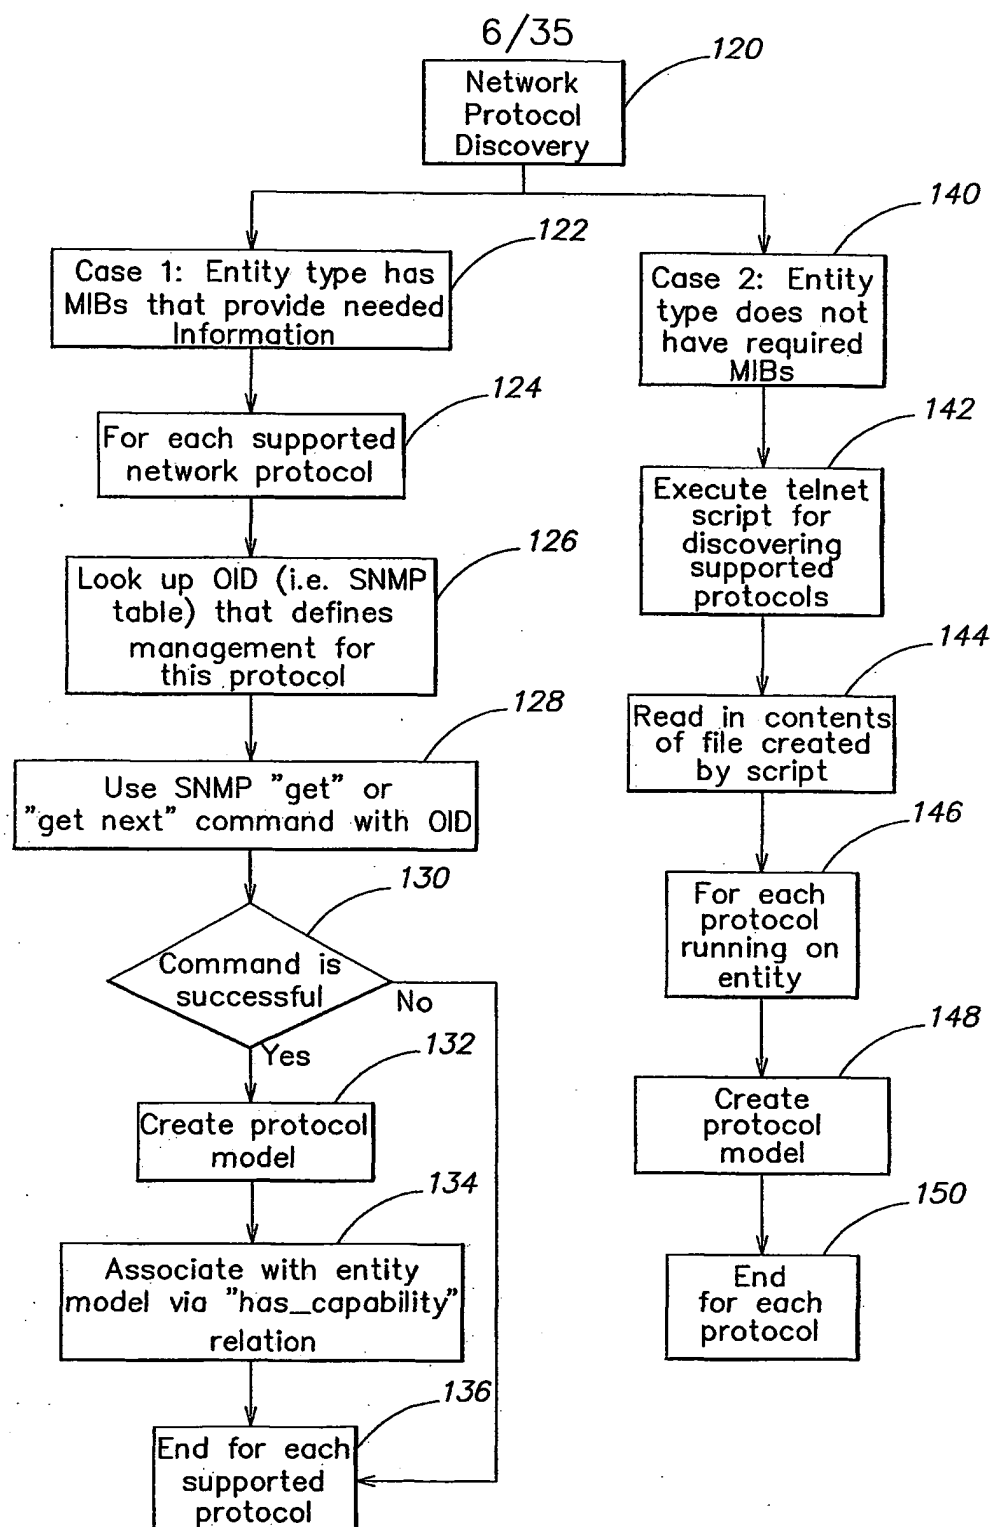 6/35
120
Network
Protocol
Discovery
122
Case 1: Entity type has
MIBs that provide needed
Information
124
For each supported
network protocol
126
Look up OID (i.e. SNMP
table) that defines
management for
this protocol
128
Use SNMP "get" or
"get next" command with OID
130
Command is
successful
No
Yes
132
Create protocol
model
134
Associate with entity
model via "has_capability"
relation
136
End for each
supported
protocol
140
Case 2: Entity
type does not
have required
MIBs
142
Execute telnet
script for
discovering
supported
protocols
144
Read in contents
of file created
by script
146
For each
protocol
running on
entity
148
Create
protocol
model
150
End
for each
protocol